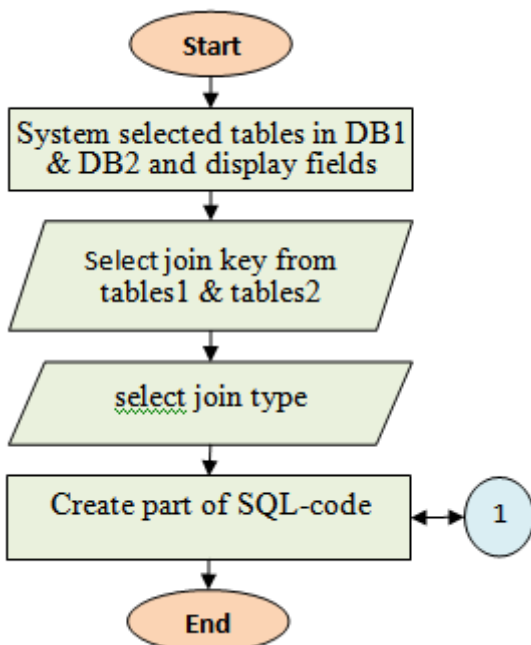 Start
System selected tables in DB1
& DB2 and display fields
Select join key from
tables1 & tables2
select join type
Create part of SQL-code
1
End